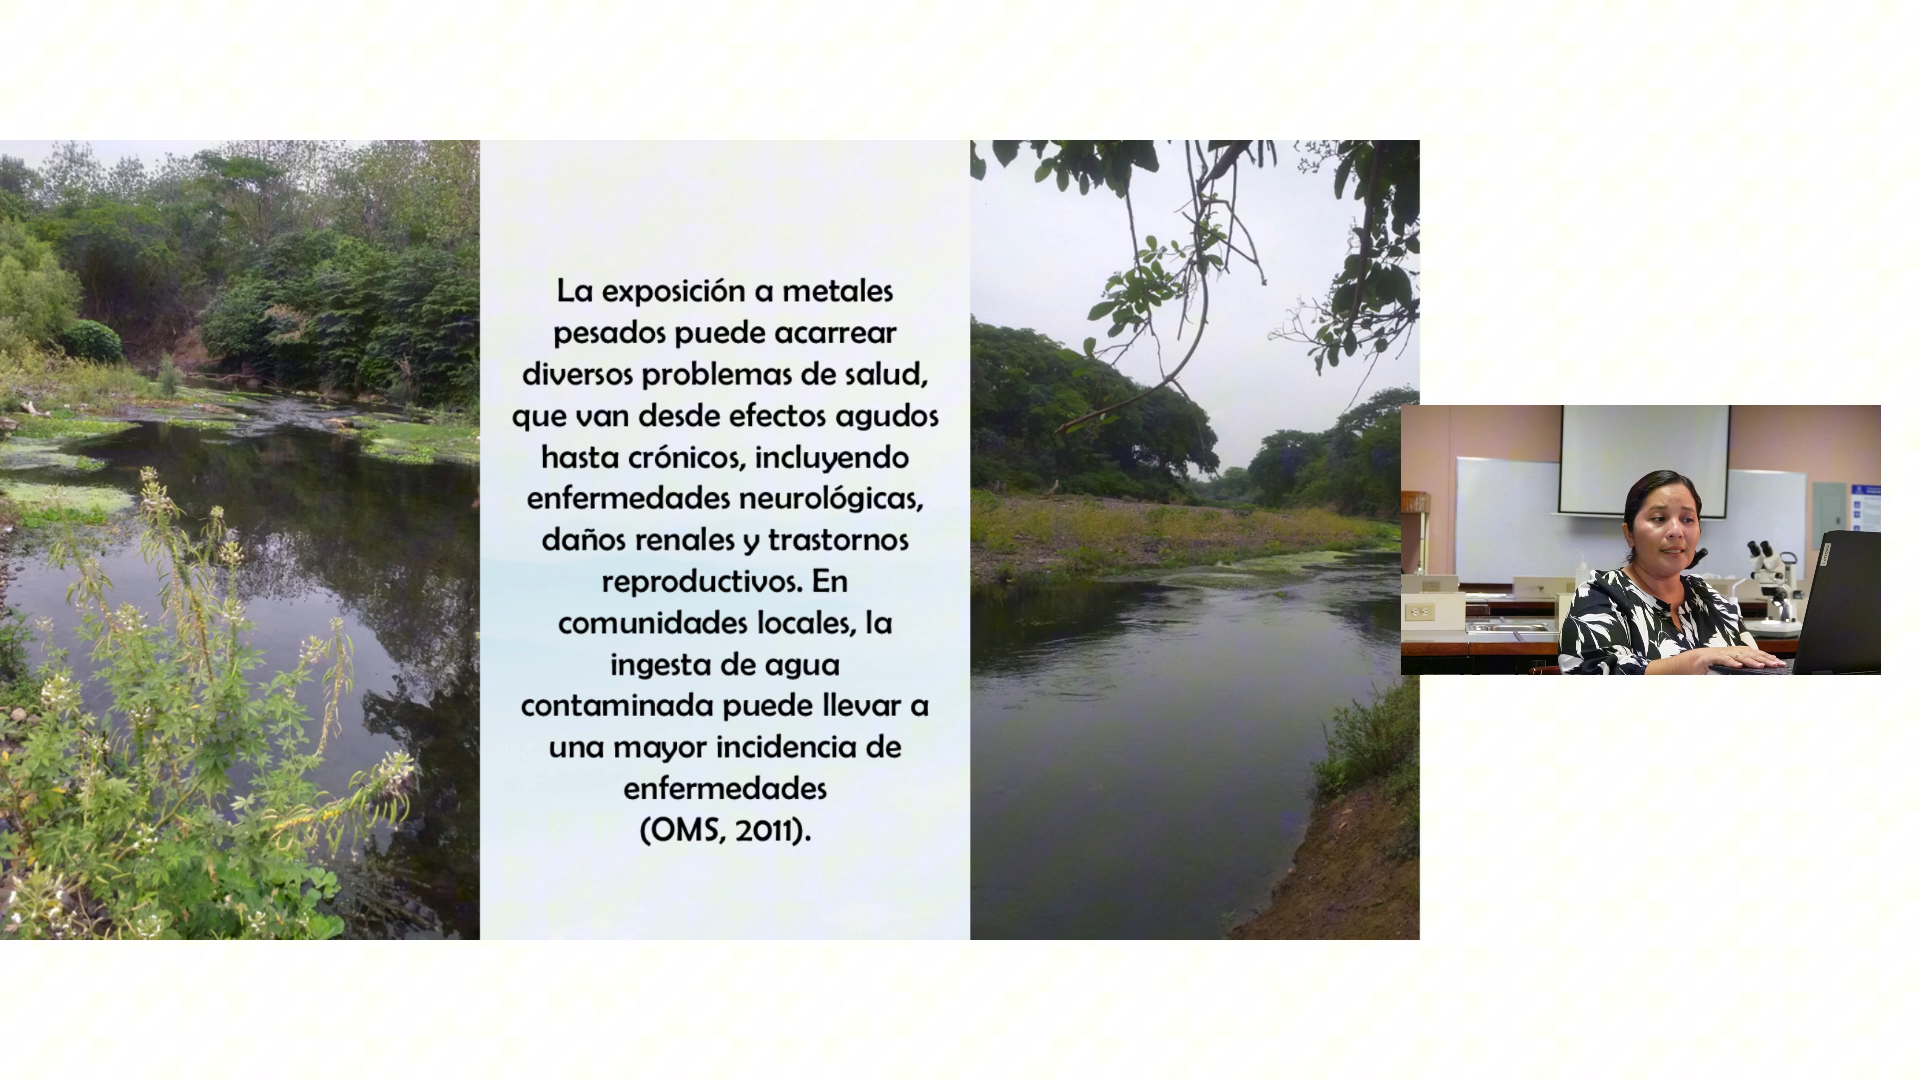 La exposición a metales
pesados puede acarrear
diversos problemas de salud,
que van desde efectos agudos
hasta crónicos, incluyendo
enfermedades neurológicas,
daños renales y trastornos
reproductivos. En
comunidades locales, la
ingesta de agua
contaminada puede llevar a
una mayor incidencia de
enfermedades
(OMS, 2011).